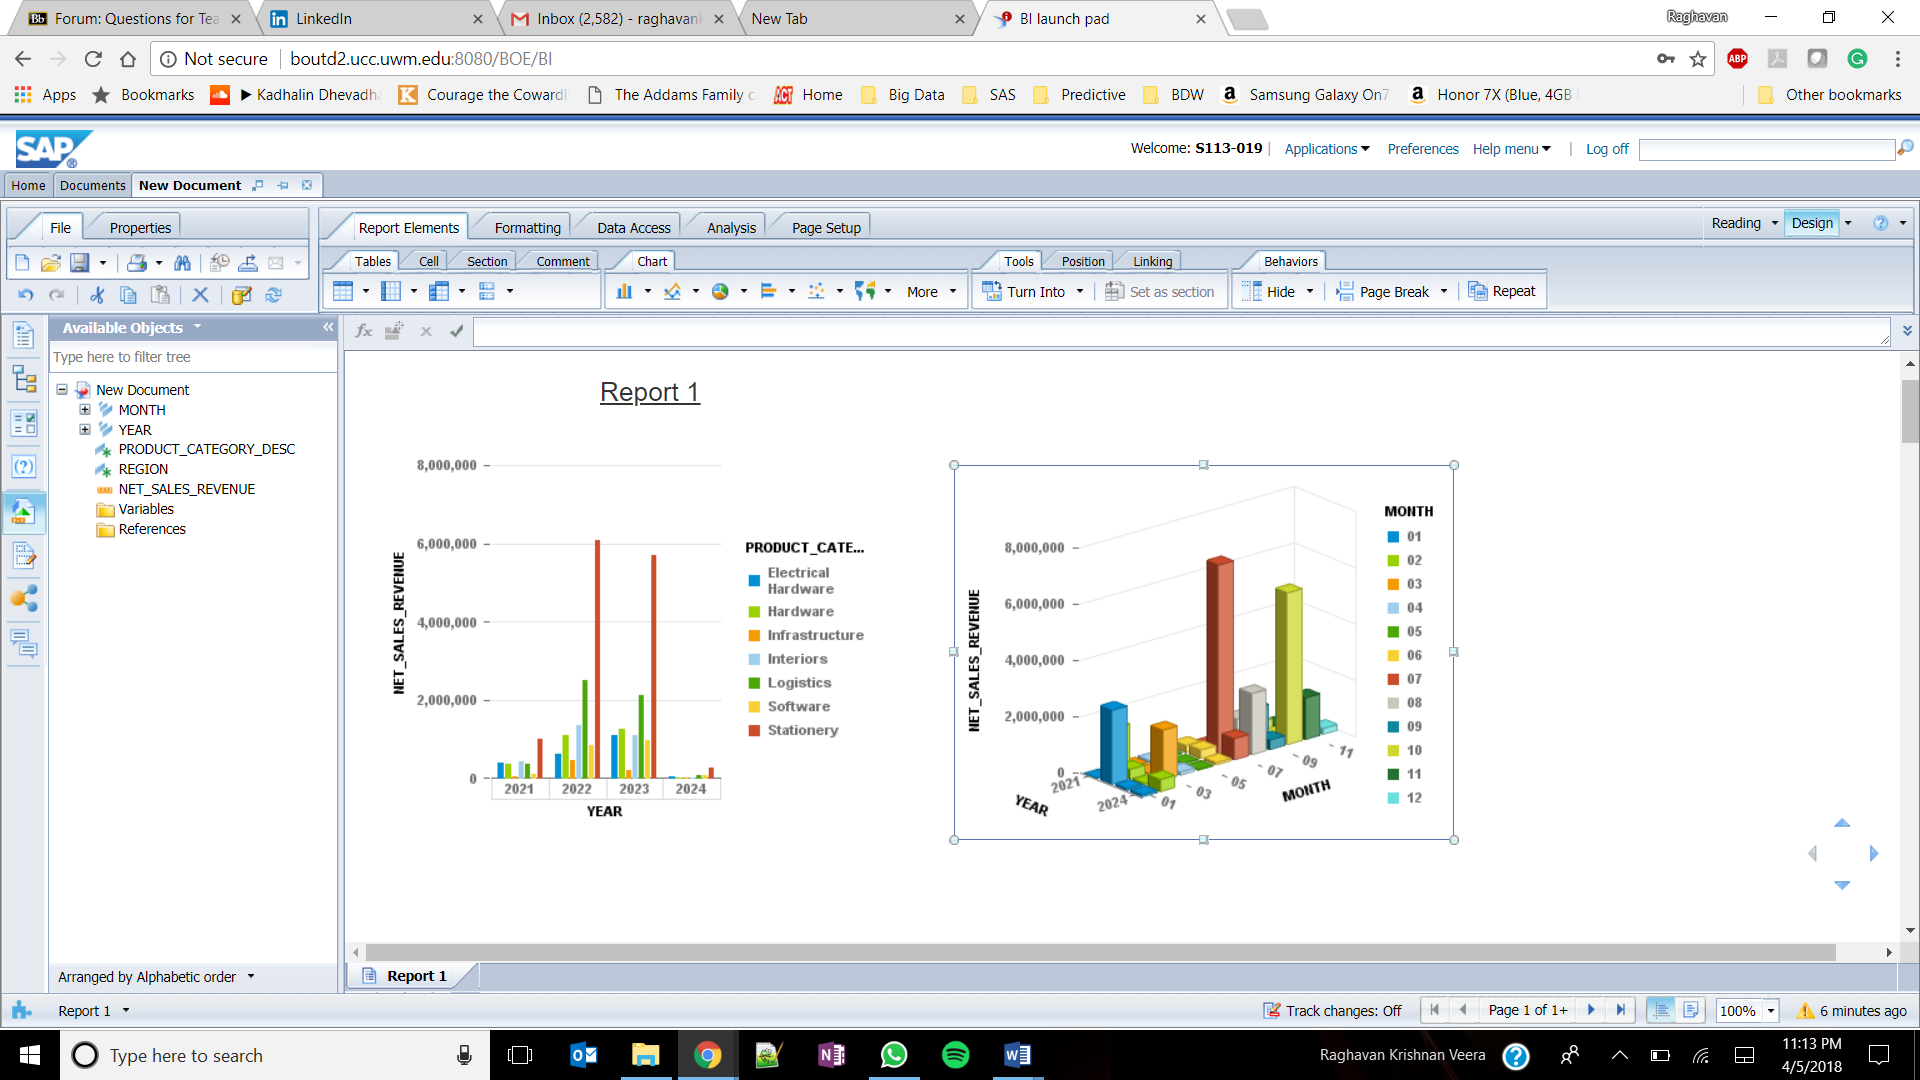 Forum: Questions for Tea
LinkedIn
Inbox (2,582) - raghavan
New Tab
BI launch pad
Raghavan
Not secure | boutd2.ucc.uwm.edu:8080/BOE/BI
ABP
Apps
Bookmarks
Kadhalin Dhevadha
Courage the Coward
The Addams Family
Home
Big Data
SAS
Predictive
BDW
Samsung Galaxy On7
Honor 7X (Blue, 4GB
Other bookmarks
SAP
Welcome: S113-019 | Applications Preferences Help menu | Log off
Home
Documents
New Document
File
Properties
Report Elements
Formatting
Data Access
Analysis
Page Setup
Reading
Design
Tables
Cell
Section
Comment
Chart
Tools
Position
Linking
Behaviors
More
Turn Into
Set as section
Hide
Page Break
Repeat
Available Objects
Type here to filter tree
New Document
MONTH
YEAR
PRODUCT_CATEGORY_DESC
REGION
NET_SALES_REVENUE
Variables
References
Arranged by Alphabetic order
Report 1
8,000,000
6,000,000
4,000,000
2,000,000
0
NET_SALES_REVENUE
2021 2022 2023 2024
YEAR
PRODUCT_CATE...
Electrical
Hardware
Hardware
Infrastructure
Interiors
Logistics
Software
Stationery
8,000,000
6,000,000
4,000,000
2,000,000
0
NET_SALES_REVENUE
2021
2024
YEAR
01
03
05
07
09
11
MONTH
MONTH
01
02
03
04
05
06
07
08
09
10
11
12
Report 1
Report 1
Track changes: Off
Page 1 of 1+
100%
6 minutes ago
Type here to search
Raghavan Krishnan Veera
11:13 PM
4/5/2018